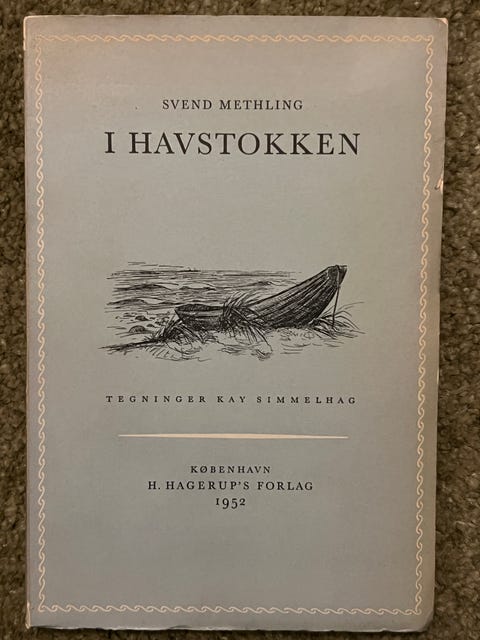 SVEND METHLING
I HAVSTOKKEN
TEGNINGER KAY SIMMELHAG
KØBENHAVN
H. HAGERUP'S FORLAG
1952